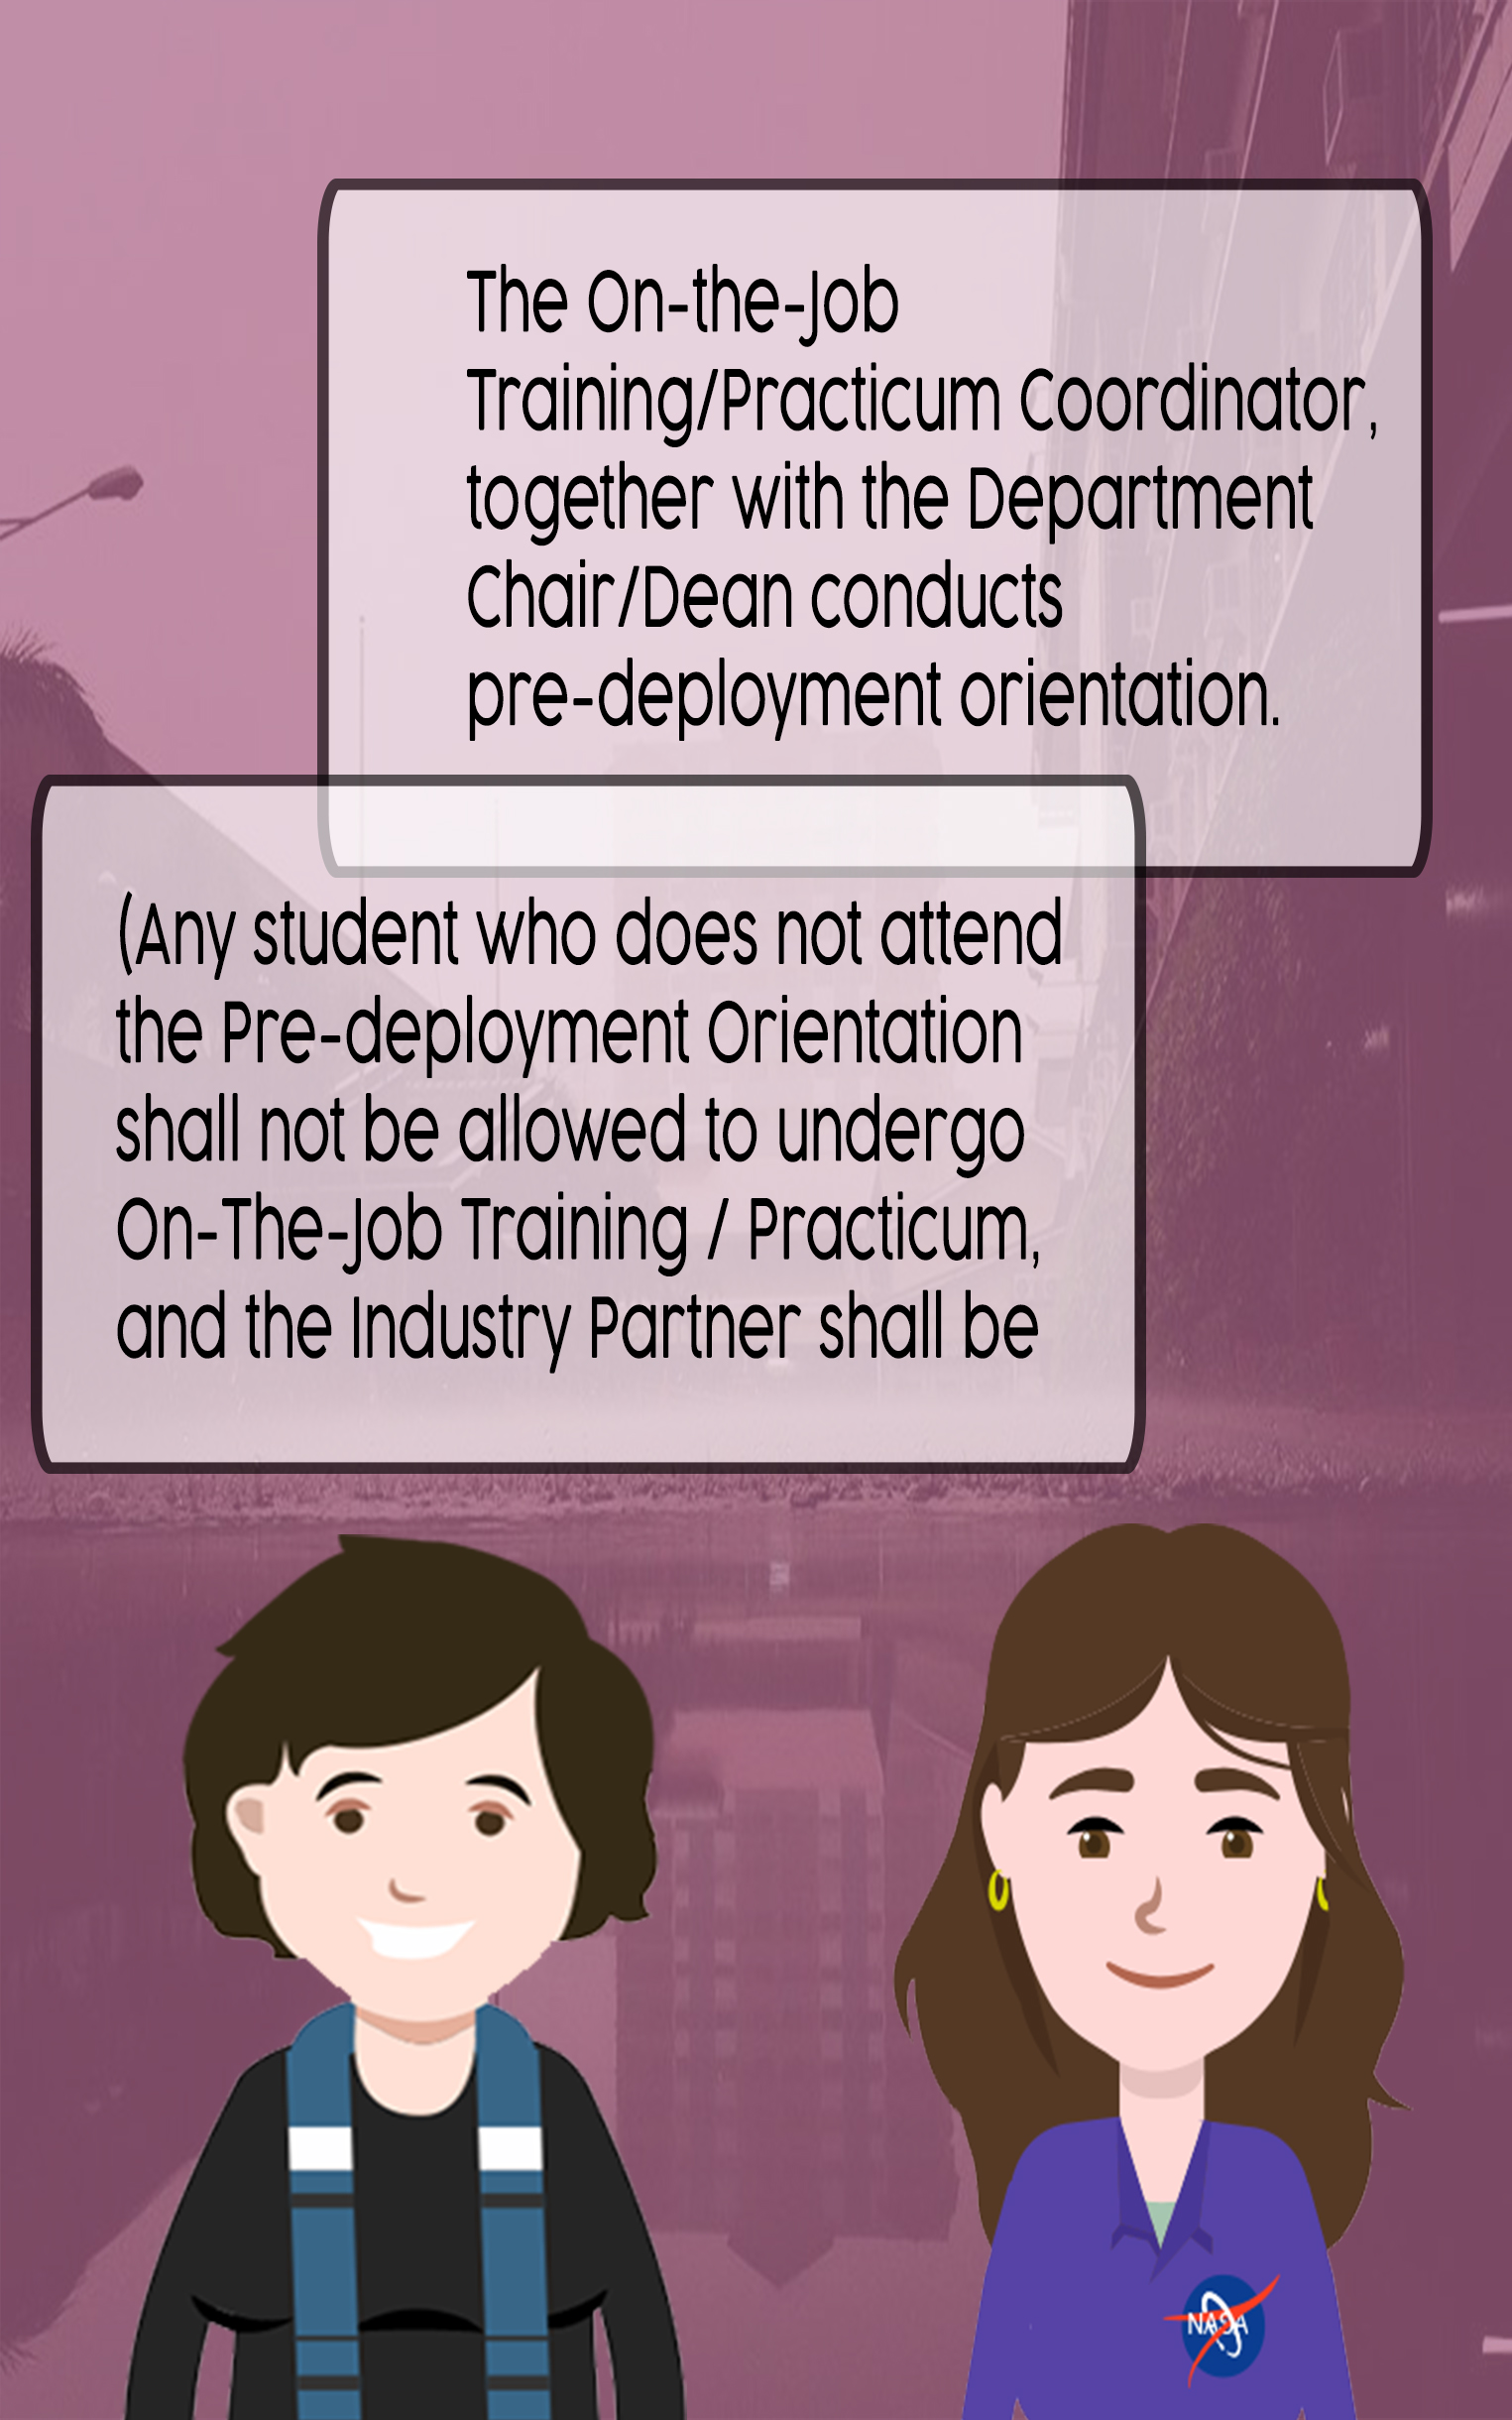 The On-the-Job
Training/Practicum Coordinator,
together with the Department
Chair/Dean conducts
pre-deployment orientation.
(Any student who does not attend
the Pre-deployment Orientation
shall not be allowed to undergo
On-The-Job Training / Practicum,
and the Industry Partner shall be
NASA